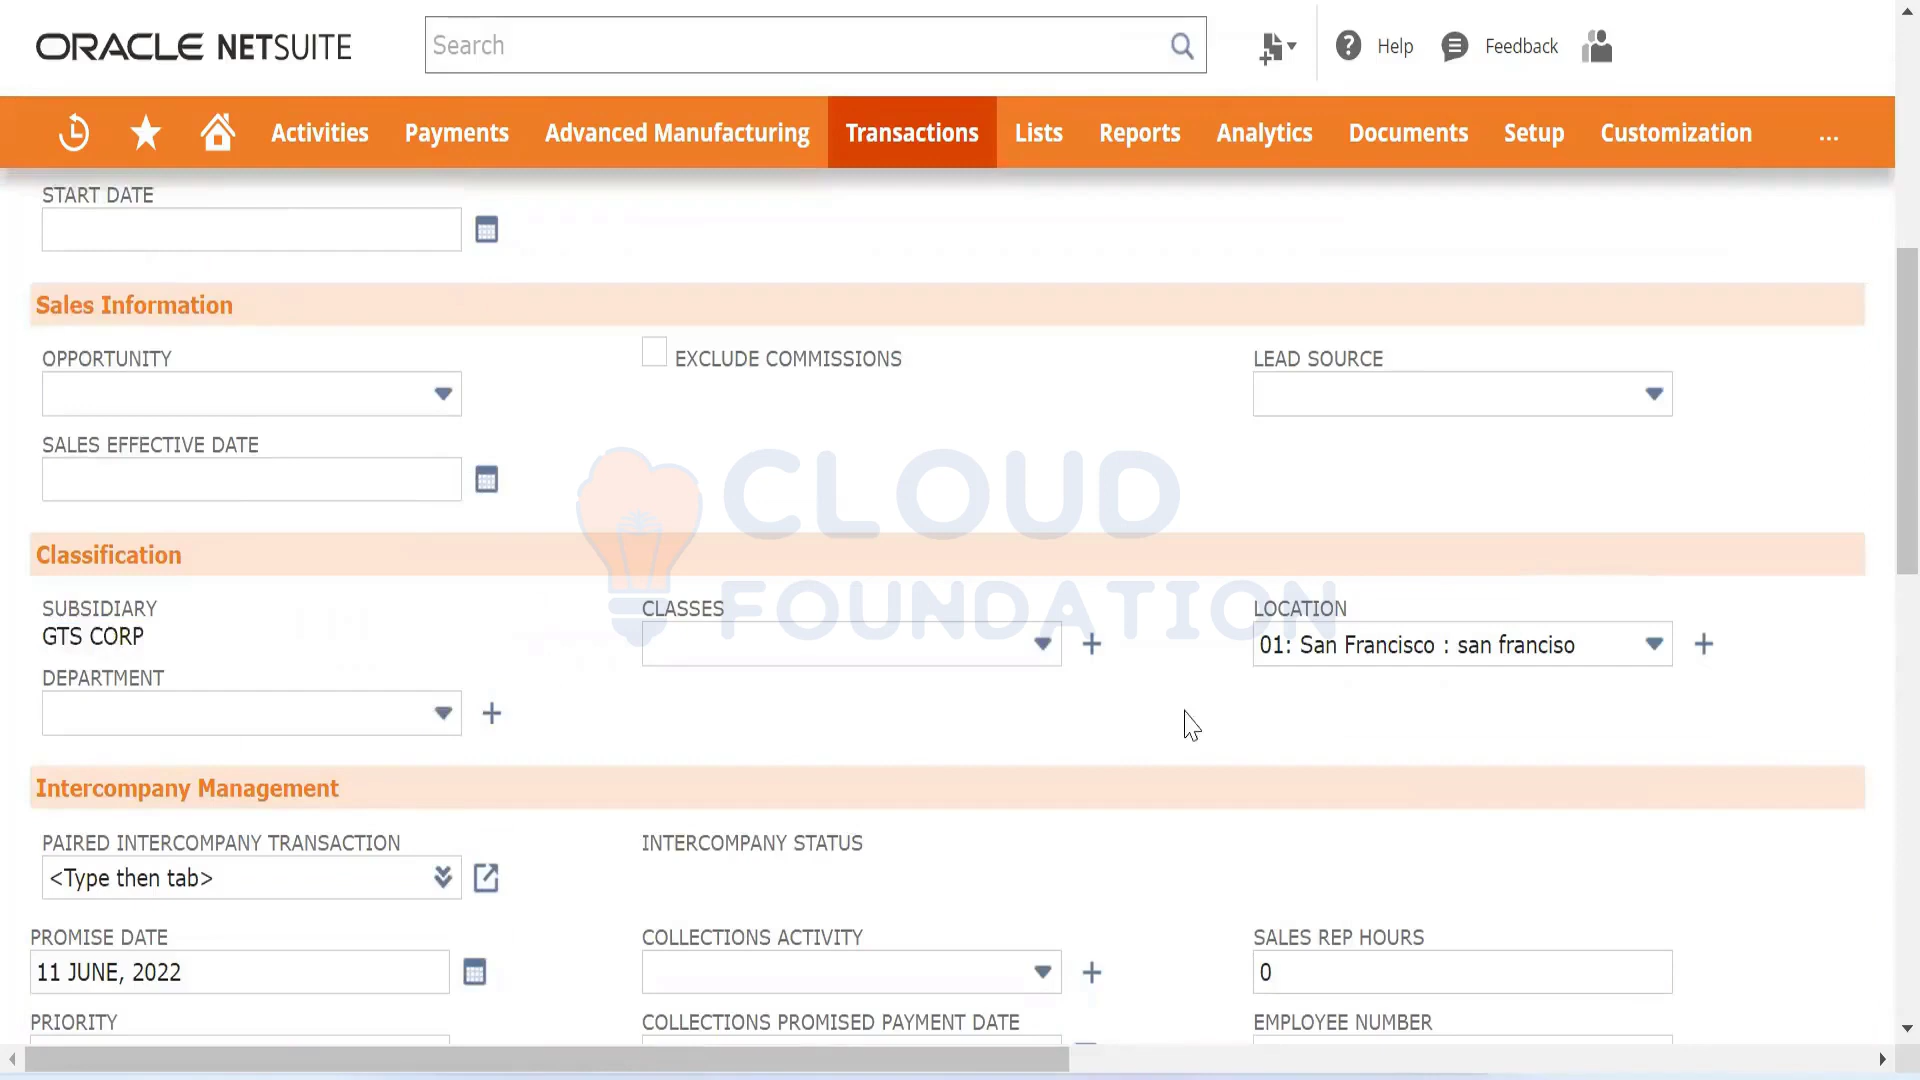 ORACLE NETSUITE
Search
Help
Feedback
Activities
Payments
Advanced Manufacturing
Transactions
Lists
Reports
Analytics
Documents
Setup
Customization
...
START DATE
Sales Information
OPPORTUNITY
EXCLUDE COMMISSIONS
LEAD SOURCE
SALES EFFECTIVE DATE
CLOUD
FOUNDATION
Classification
SUBSIDIARY
GTS CORP
CLASSES
LOCATION
01: San Francisco : san franciso
DEPARTMENT
Intercompany Management
PAIRED INTERCOMPANY TRANSACTION
<Type then tab>
INTERCOMPANY STATUS
PROMISE DATE
11 JUNE, 2022
COLLECTIONS ACTIVITY
SALES REP HOURS
0
PRIORITY
COLLECTIONS PROMISED PAYMENT DATE
EMPLOYEE NUMBER